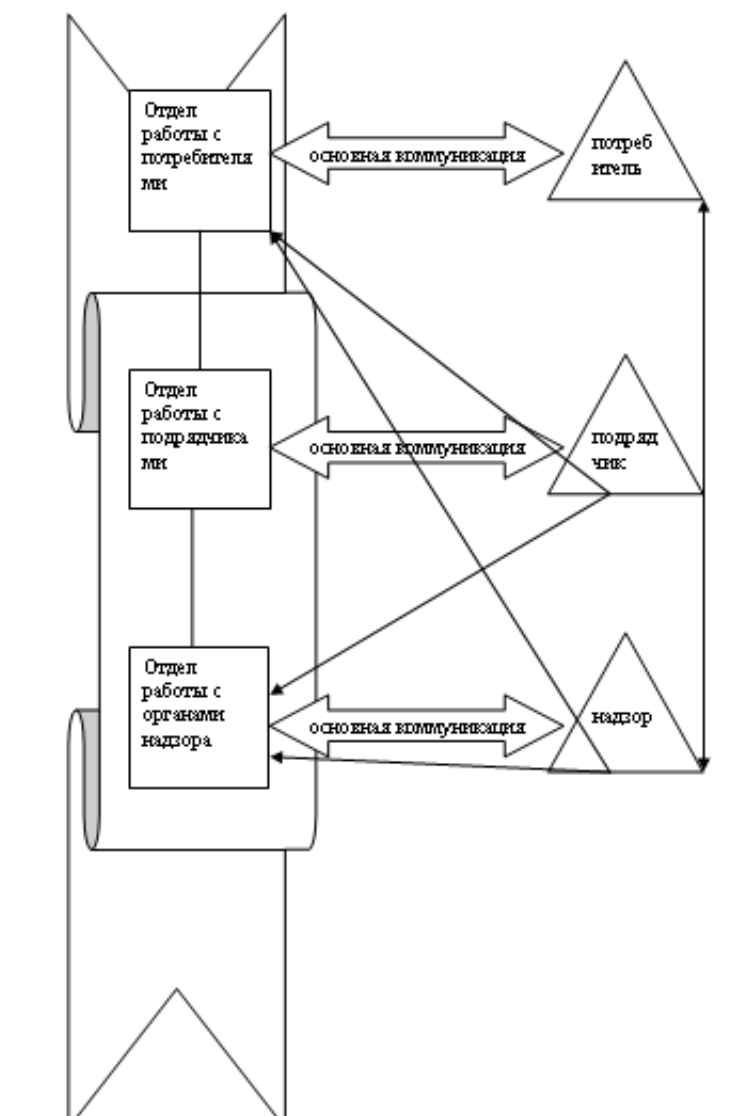 Отдел
работы с
потребителя
ми
основная коммуникация
потреб
итель
Отдел
работы с
подрядчика
ми
основная коммуникация
подряд
чик
Отдел
работы с
органами
надзора
основная коммуникация
надзор